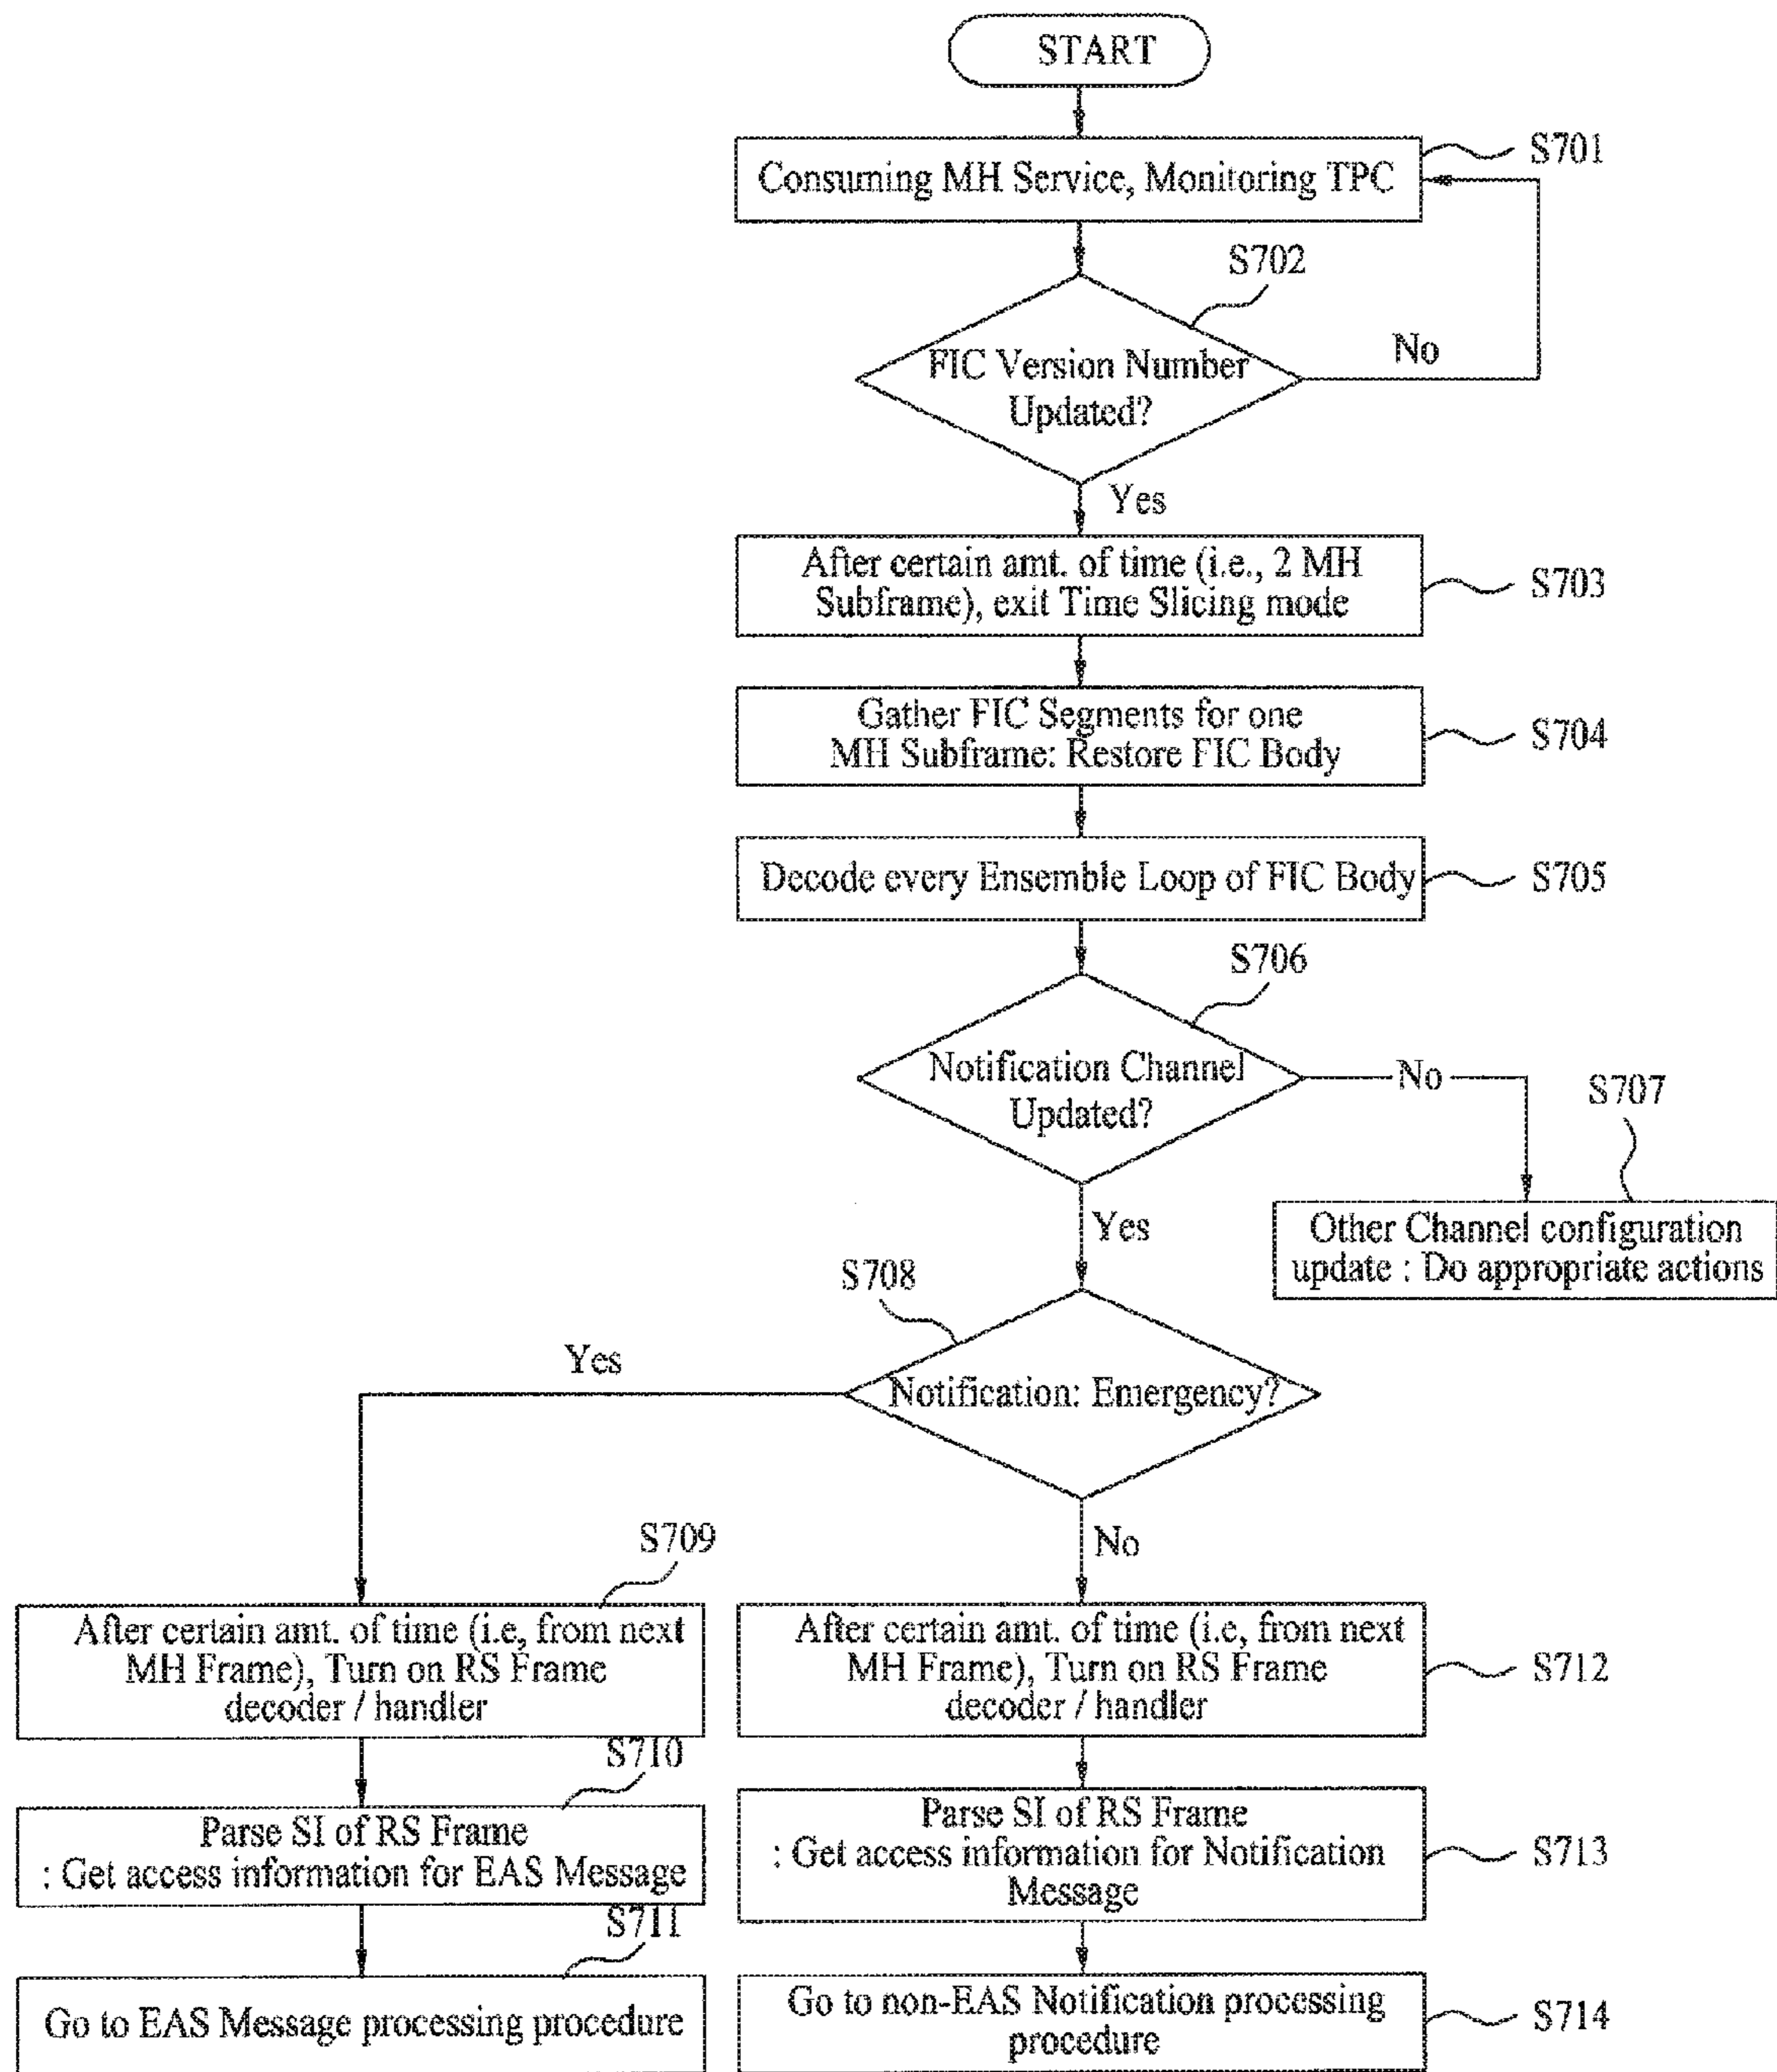 START
S701
Consuming MH Service, Monitoring TPC
S702
FIC Version Number
Updated?
No
Yes
After certain amt. of time (i.e., 2 MH
Subframe), exit Time Slicing mode
S703
Gather FIC Segments for one
MH Subframe: Restore FIC Body
S704
Decode every Ensemble Loop of FIC Body
S705
S706
Notification Channel
Updated?
No
S707
Yes
Other Channel configuration
update : Do appropriate actions
S708
Yes
Notification: Emergency?
No
S709
After certain amt. of time (i.e, from next
MH Frame), Turn on RS Frame
decoder / handler
After certain amt. of time (i.e, from next
MH Frame), Turn on RS Frame
decoder / handler
S712
S710
Parse SI of RS Frame
: Get access information for EAS Message
Parse SI of RS Frame
: Get access information for Notification
Message
S713
S711
Go to EAS Message processing procedure
Go to non-EAS Notification processing
procedure
S714